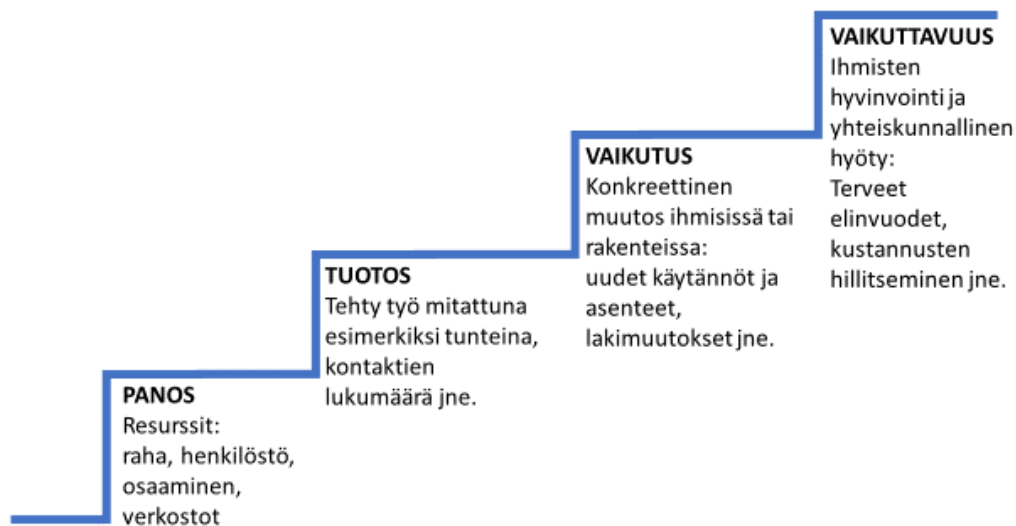 VAIKUTTAVUUS
Ihmisten
hyvinvointi ja
yhteiskunnallinen
hyöty:
Terveet
elinvuodet,
kustannusten
hillitseminen jne.
VAIKUTUS
Konkreettinen
muutos ihmisissä tai
rakenteissa:
uudet käytännöt ja
asenteet,
lakimuutokset jne.
TUOTOS
Tehty työ mitattuna
esimerkiksi tunteina,
kontaktien
lukumäärä jne.
PANOS
Resurssit:
raha, henkilöstö,
osaaminen,
verkostot